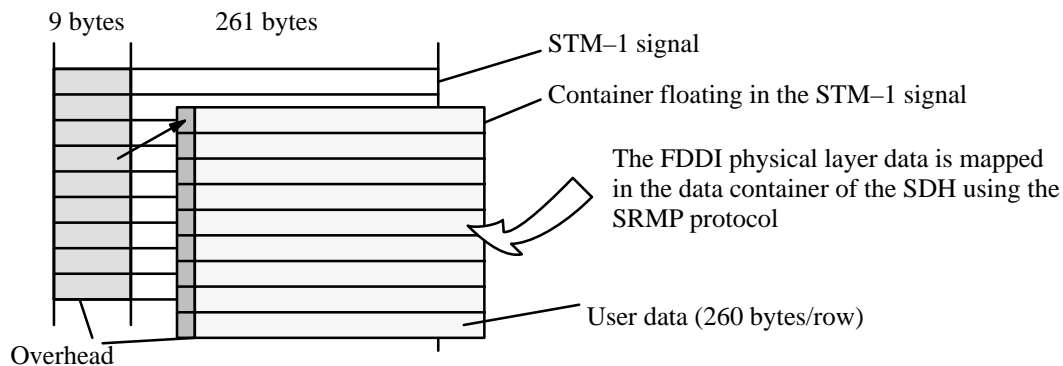 9 bytes
261 bytes
STM–1 signal
Container floating in the STM–1 signal
The FDDI physical layer data is mapped
in the data container of the SDH using the
SRMP protocol
User data (260 bytes/row)
Overhead